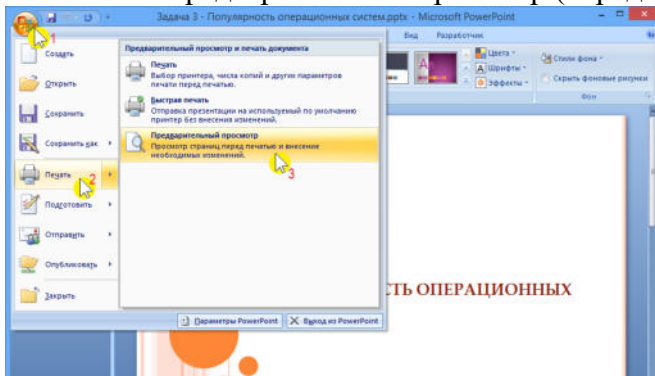 Задача 3 - Популярность операционных систем.pptx - Microsoft PowerPoint
1
Вид Разработчик
Создать
Открыть
Сохранить
Сохранить как
Печать
2
Подготовить
Отправить
Опубликовать
Закрыть
Предварительный просмотр и печать документа
Печать
Выбор принтера, числа копий и других параметров
печати перед печатью.
Быстрая печать
Отправка презентации на используемый по умолчанию
принтер без внесения изменений.
Предварительный просмотр
Просмотр страниц перед печатью и внесение
необходимых изменений.
3
Параметры PowerPoint Выход из PowerPoint
Цвета
Шрифты
Эффекты
Стили фона
Скрыть фоновые рисунки
Фон
СТЬ ОПЕРАЦИОННЫХ